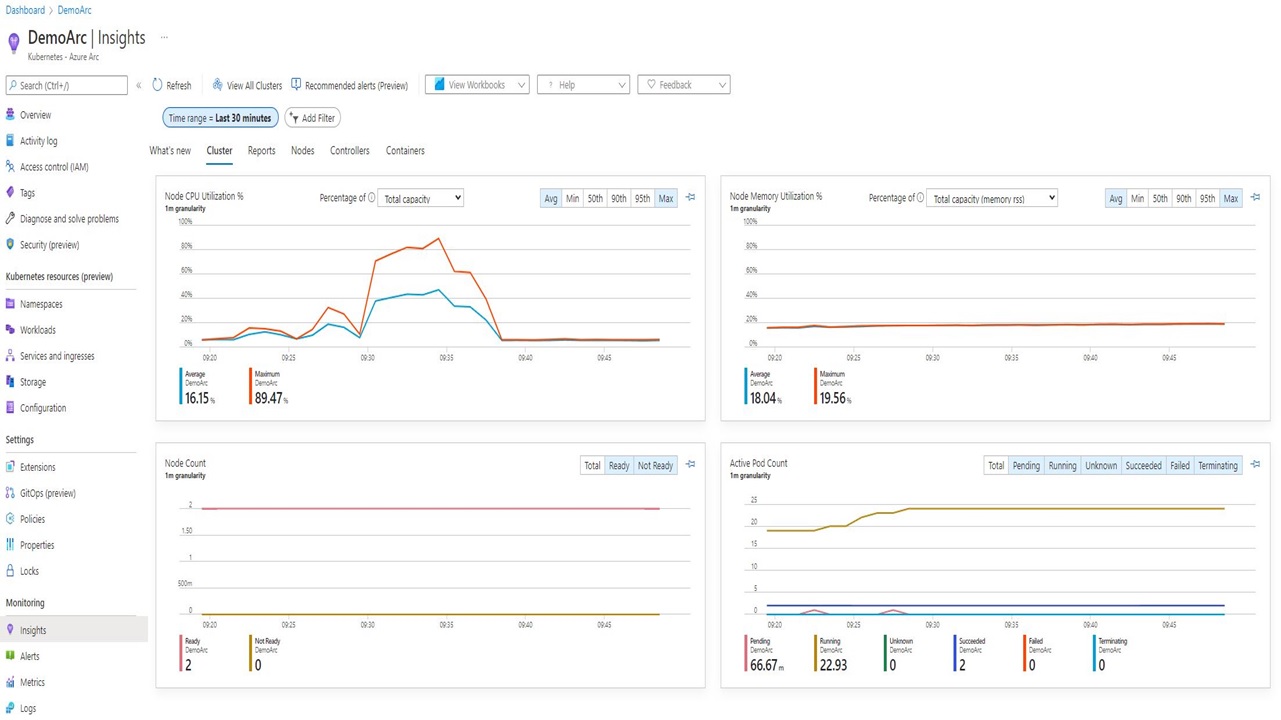 Dashboard > DemoArc
DemoArc | Insights ...
Kubernetes - Azure Arc
Search (Ctrl+/)
«
Refresh
View All Clusters
Recommended alerts (Preview)
View Workbooks
? Help
Feedback
Time range = Last 30 minutes
Add Filter
Overview
Activity log
Access control (IAM)
Tags
Diagnose and solve problems
Security (preview)
Kubernetes resources (preview)
Namespaces
Workloads
Services and ingresses
Storage
Configuration
Settings
Extensions
GitOps (preview)
Policies
Properties
Locks
Monitoring
Insights
Alerts
Metrics
Logs
What's new Cluster Reports Nodes Controllers Containers
Node CPU Utilization %
1m granularity
Percentage of Total capacity
Avg Min 50th 90th 95th Max
100%
80%
60%
40%
20%
0%
09:20 09:25 09:30 09:35 09:40 09:45
Average
DemoArc
16.15 %
Maximum
DemoArc
89.47 %
Node Memory Utilization %
1m granularity
Percentage of Total capacity (memory rss)
Avg Min 50th 90th 95th Max
100%
80%
60%
40%
20%
0%
09:20 09:25 09:30 09:35 09:40 09:45
Average
DemoArc
18.04 %
Maximum
DemoArc
19.56 %
Node Count
1m granularity
Total Ready Not Ready
2
1.50
1
500m
0
09:20 09:25 09:30 09:35 09:40 09:45
Ready
DemoArc
2
Not Ready
DemoArc
0
Active Pod Count
1m granularity
Total Pending Running Unknown Succeeded Failed Terminating
25
20
15
10
5
0
09:20 09:25 09:30 09:35 09:40 09:45
Pending
DemoArc
66.67 m
Running
DemoArc
22.93
Unknown
DemoArc
0
Succeeded
DemoArc
2
Failed
DemoArc
0
Terminating
DemoArc
0